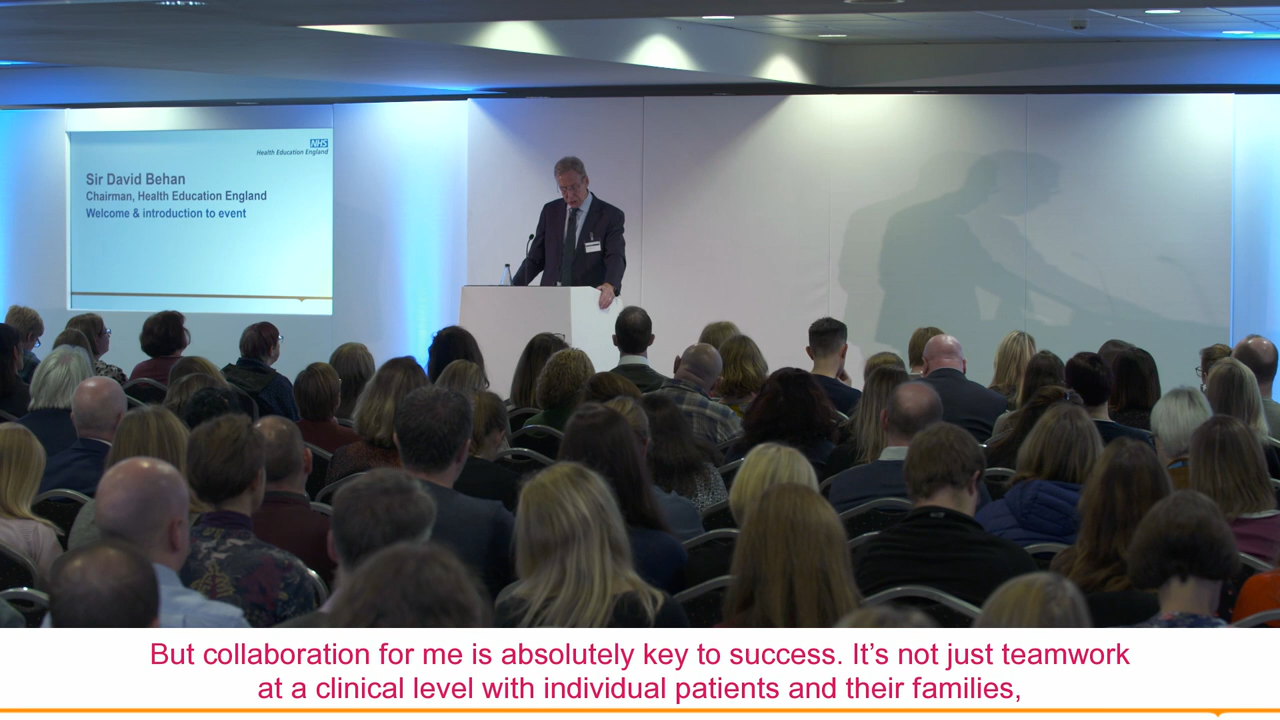 NHS
Health Education England
Sir David Behan
Chairman, Health Education England
Welcome & introduction to event
But collaboration for me is absolutely key to success. It’s not just teamwork
at a clinical level with individual patients and their families,